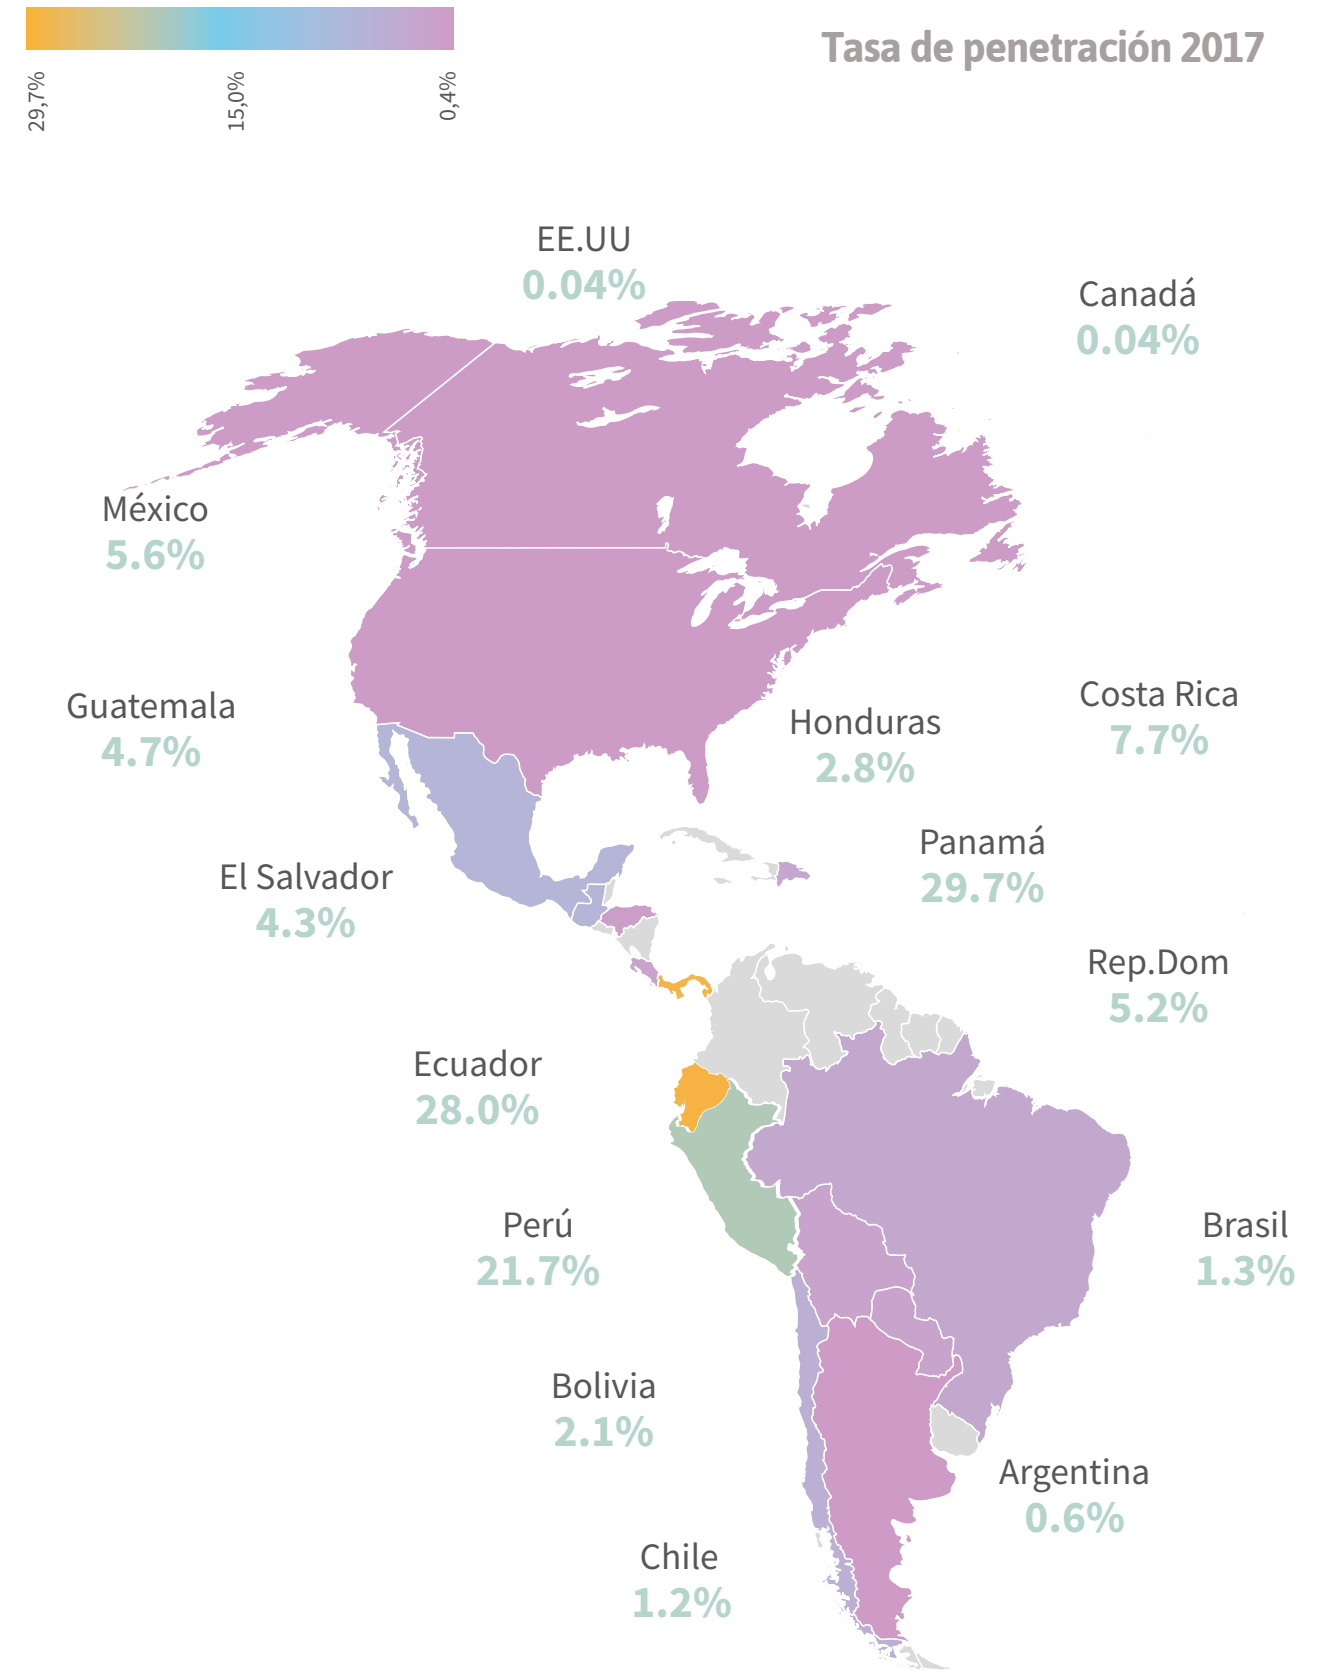 Tasa de penetración 2017
29,7%
15,0%
0,4%
EE.UU
0.04%
Canadá
0.04%
México
5.6%
Guatemala
4.7%
Honduras
2.8%
Costa Rica
7.7%
El Salvador
4.3%
Panamá
29.7%
Rep.Dom
5.2%
Ecuador
28.0%
Perú
21.7%
Brasil
1.3%
Bolivia
2.1%
Argentina
0.6%
Chile
1.2%